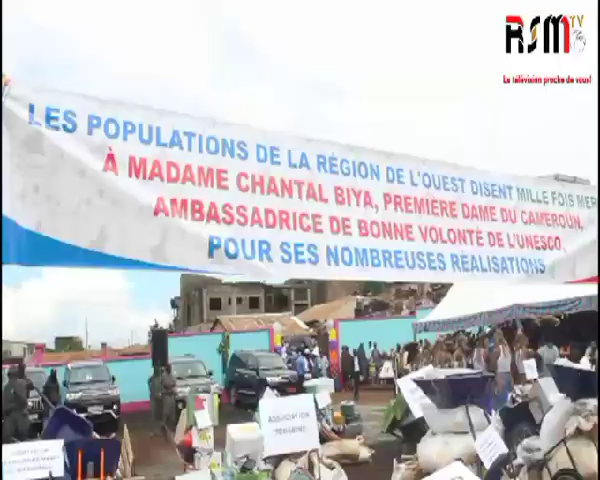 RSM TV
La télévision proche de vous!
LES POPULATIONS DE LA RÉGION DE L'OUEST DISENT MILLE FOIS MER
À MADAME CHANTAL BIYA, PREMIÈRE DAME DU CAMEROUN,
AMBASSADRICE DE BONNE VOLONTÉ DE L'UNESCO,
POUR SES NOMBREUSES RÉALISATIONS
ASSOCIATION